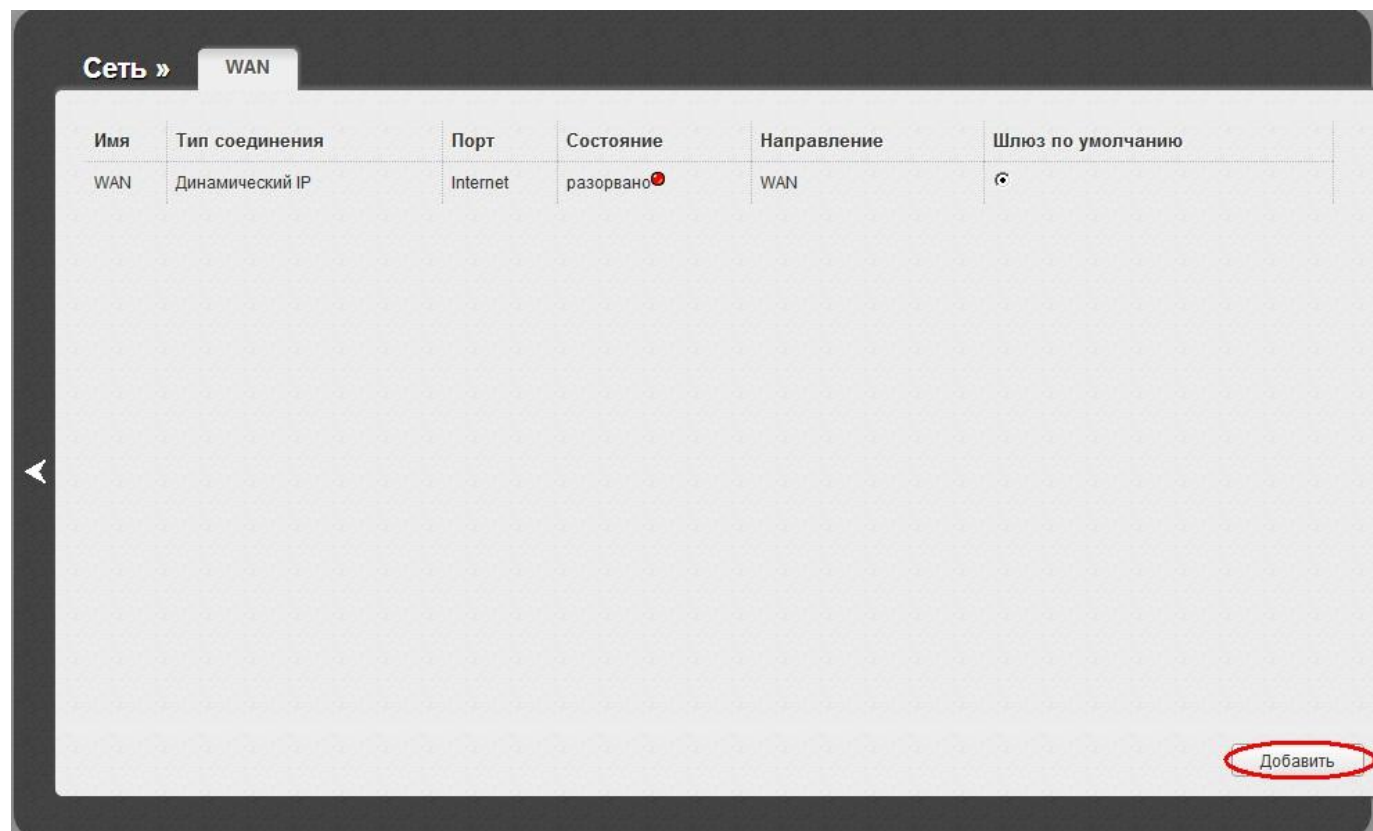 Сеть » WAN
Имя Тип соединения Порт Состояние Направление Шлюз по умолчанию
WAN Динамический IP Internet разорвано WAN
Добавить